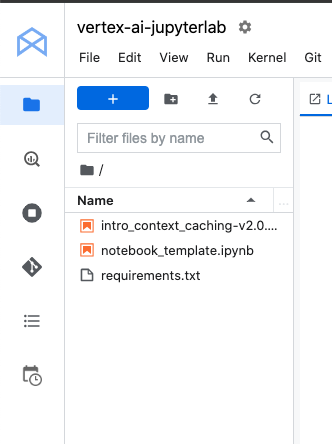 vertex-ai-jupyterlab
File Edit View Run Kernel Git
Filter files by name
/
Name ...
intro_context_caching-v2.0....
notebook_template.ipynb
requirements.txt